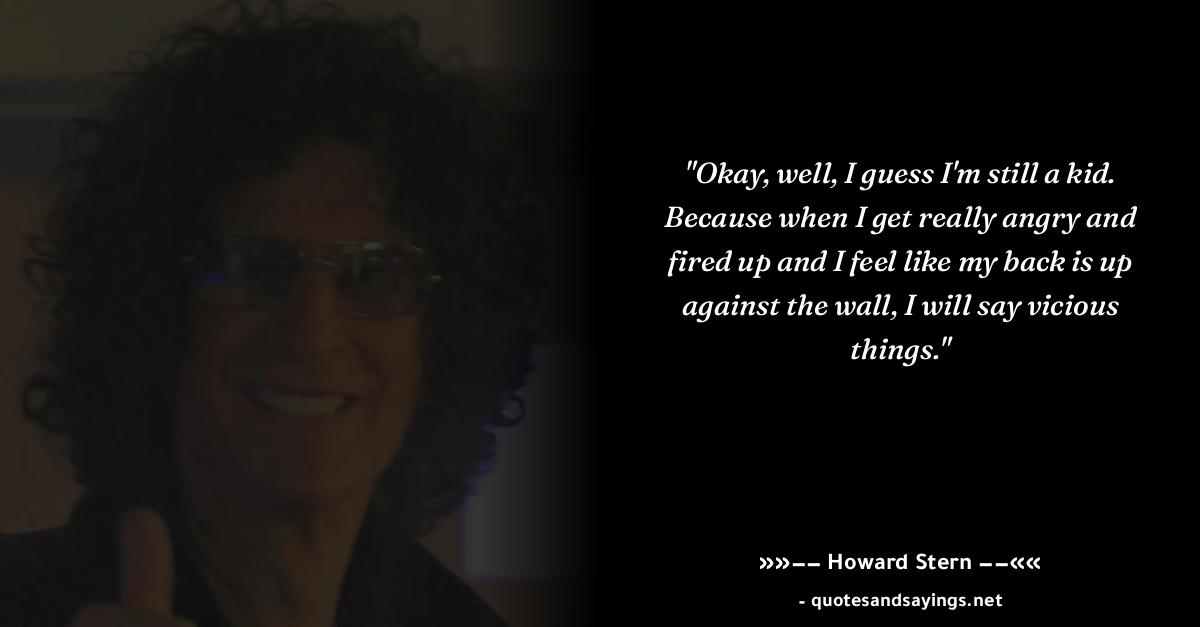 "Okay, well, I guess I'm still a kid.
Because when I get really angry and
fired up and I feel like my back is up
against the wall, I will say vicious
things."
»»–– Howard Stern ––««
- quotesandsayings.net